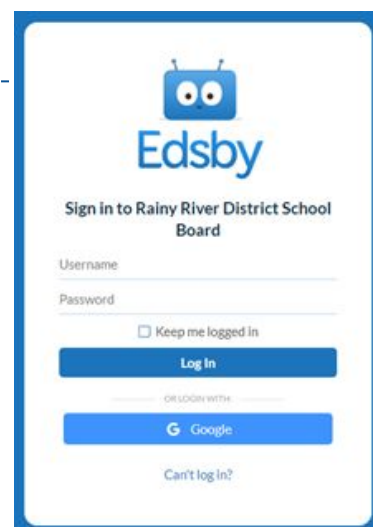 Edsby
Sign in to Rainy River District School
Board
Username
Password
Keep me logged in
Log In
OR LOGIN WITH
G Google
Can't log in?